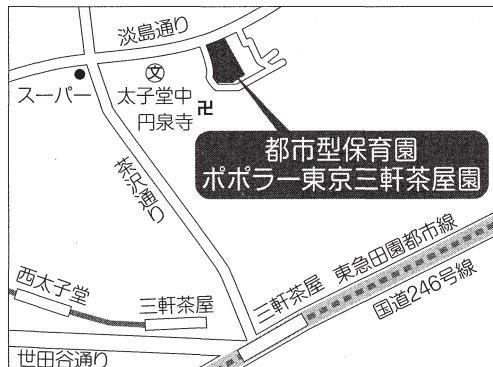 淡島通り
スーパー
文
太子堂中
円泉寺
卍
都市型保育園
ポポラー東京三軒茶屋園
茶沢通り
三軒茶屋 東急田園都市線
国道246号線
西太子堂
三軒茶屋
世田谷通り